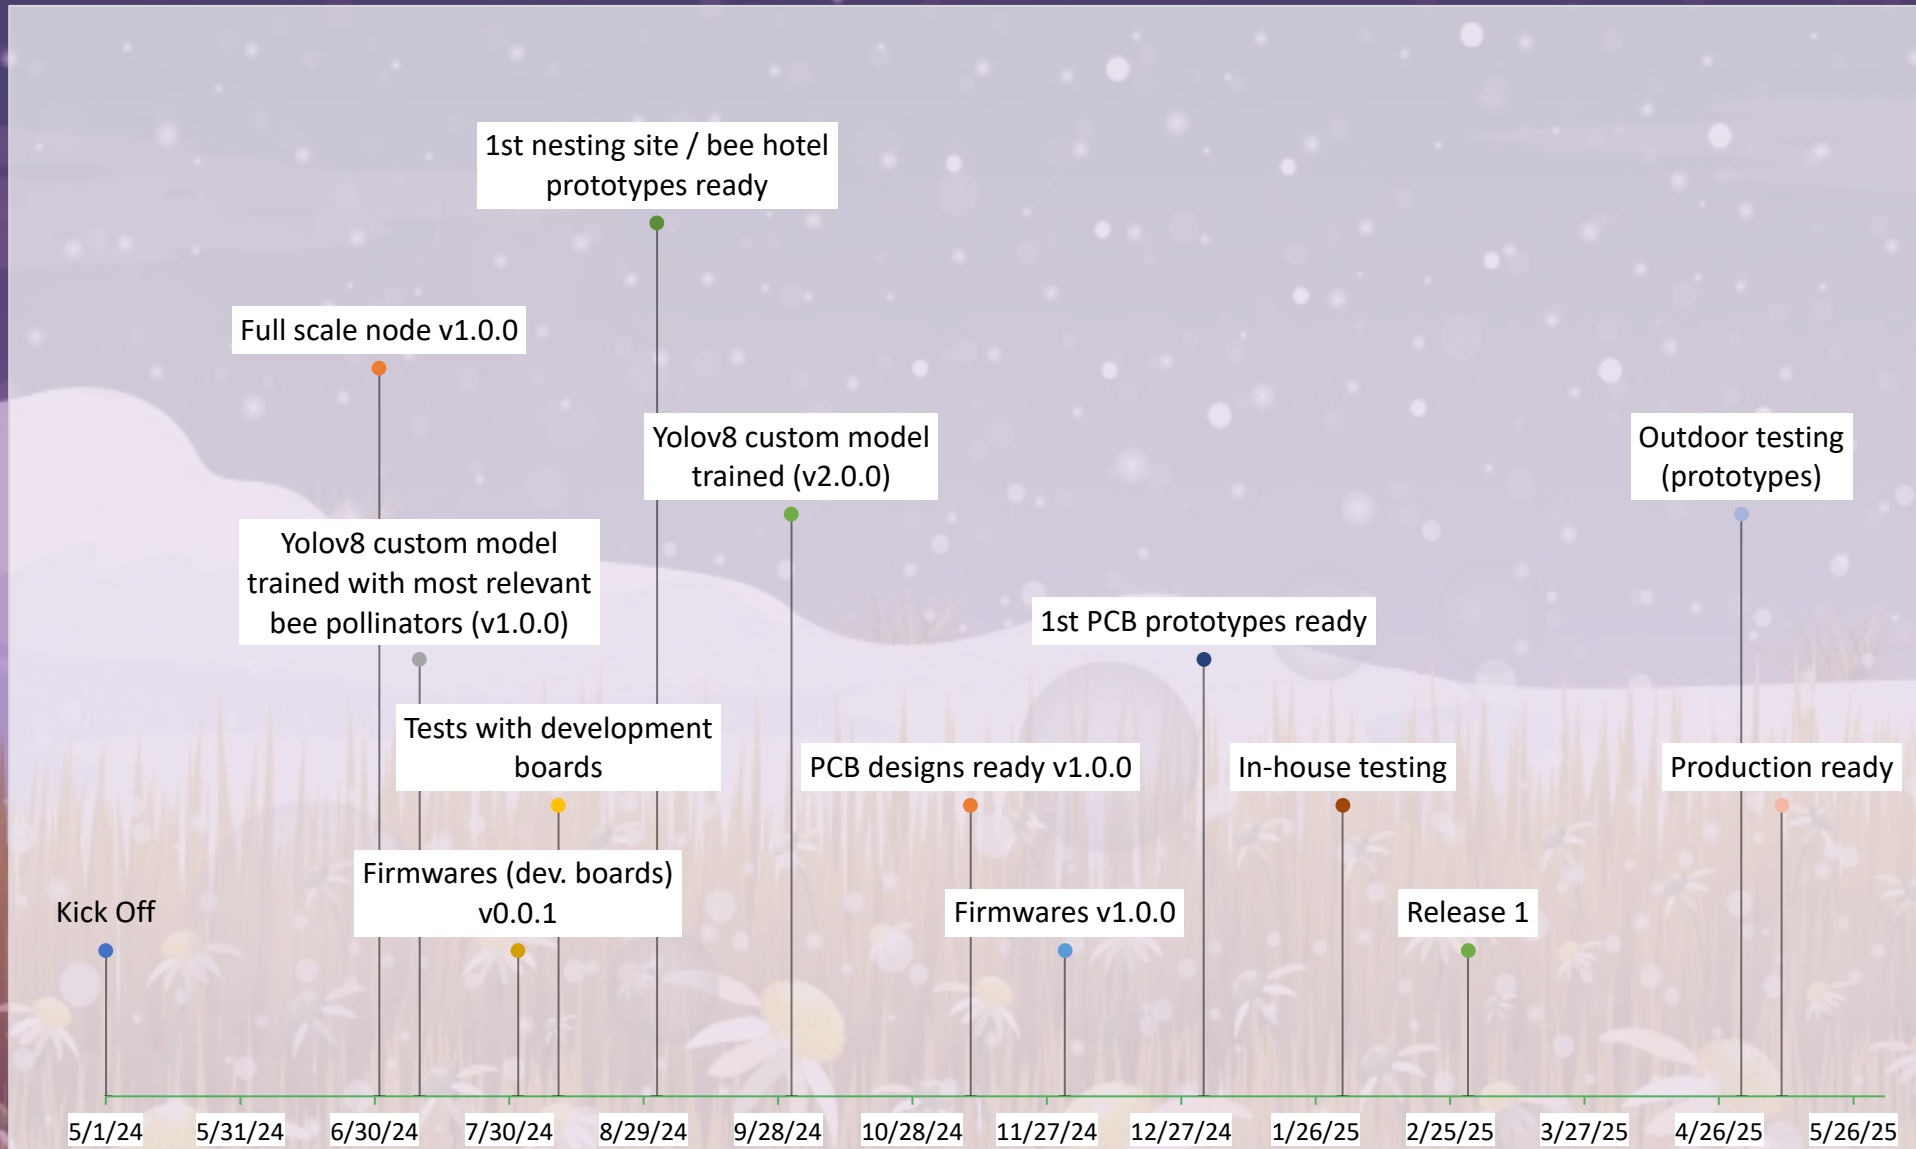 1st nesting site / bee hotel
prototypes ready
Full scale node v1.0.0
Yolov8 custom model
trained (v2.0.0)
Outdoor testing
(prototypes)
Yolov8 custom model
trained with most relevant
bee pollinators (v1.0.0)
1st PCB prototypes ready
Tests with development
boards
PCB designs ready v1.0.0
In-house testing
Production ready
Firmwares (dev. boards)
v0.0.1
Kick Off
Firmwares v1.0.0
Release 1
5/1/24
5/31/24
6/30/24
7/30/24
8/29/24
9/28/24
10/28/24
11/27/24
12/27/24
1/26/25
2/25/25
3/27/25
4/26/25
5/26/25